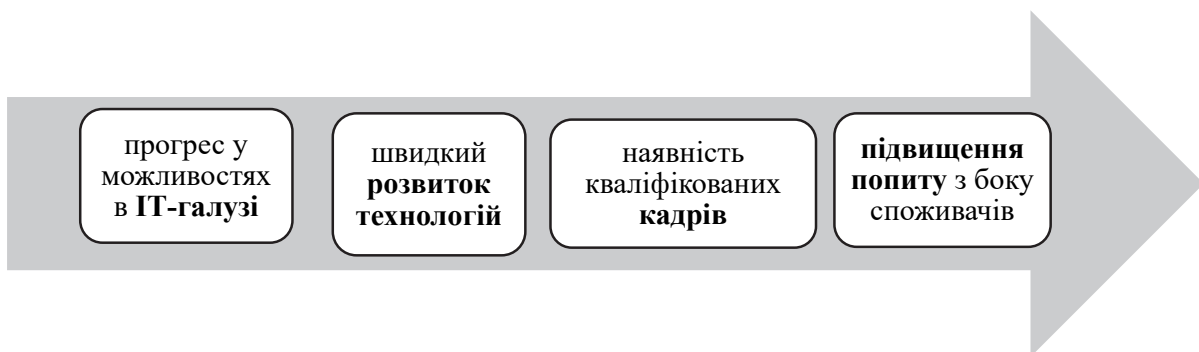 прогрес у
можливостях
в ІТ-галузі
швидкий
розвиток
технологій
наявність
кваліфікованих
кадрів
підвищення
попиту з боку
споживачів